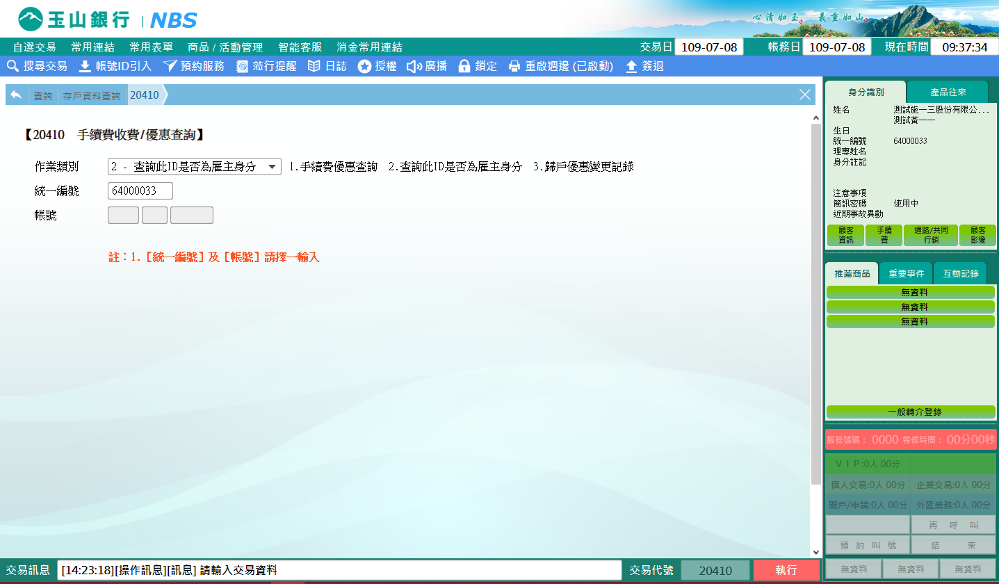 玉山銀行 | NBS
心清如玉。義重如山。
自選交易 常用連結 常用表單 商品 / 活動管理 智能客服 消金常用連結 交易日 109-07-08 帳務日 109-07-08 現在時間 09:37:34
搜尋交易 帳號ID引入 預約服務 蒞行提醒 日誌 授權 廣播 鎖定 重啟週邊 (已啟動) 簽退
查詢 存戶資料查詢 20410
【20410 手續費收費/優惠查詢】
作業類別 2 - 查詢此ID是否為雇主身分 1.手續費優惠查詢 2.查詢此ID是否為雇主身分 3.歸戶優惠變更記錄
統一編號 64000033
帳號
註：1.【統一編號】及【帳號】請擇一輸入
身分識別 產品往來
姓名 測試施一三股份有限公...
測試黃一一
生日
統一編號 64000033
理專姓名
身分註記
注意事項
簡訊密碼 使用中
近期事故異動
顧客資訊 手續費 通路/共同行銷 顧客影像
推薦商品 重要事件 互動記錄
無資料
無資料
無資料
一般轉介登錄
服務號碼： 0000 等候時間： 00分00秒
ＶＩＰ:0人 00分
個人交易:0人 00分 企業交易:0人 00分
開戶/申請:0人 00分 外匯業務:0人 00分
再 呼 叫
預 約 叫 號 結 束
無資料 無資料 無資料
交易訊息 [14:23:18][操作訊息][訊息] 請輸入交易資料 交易代號 20410 執行